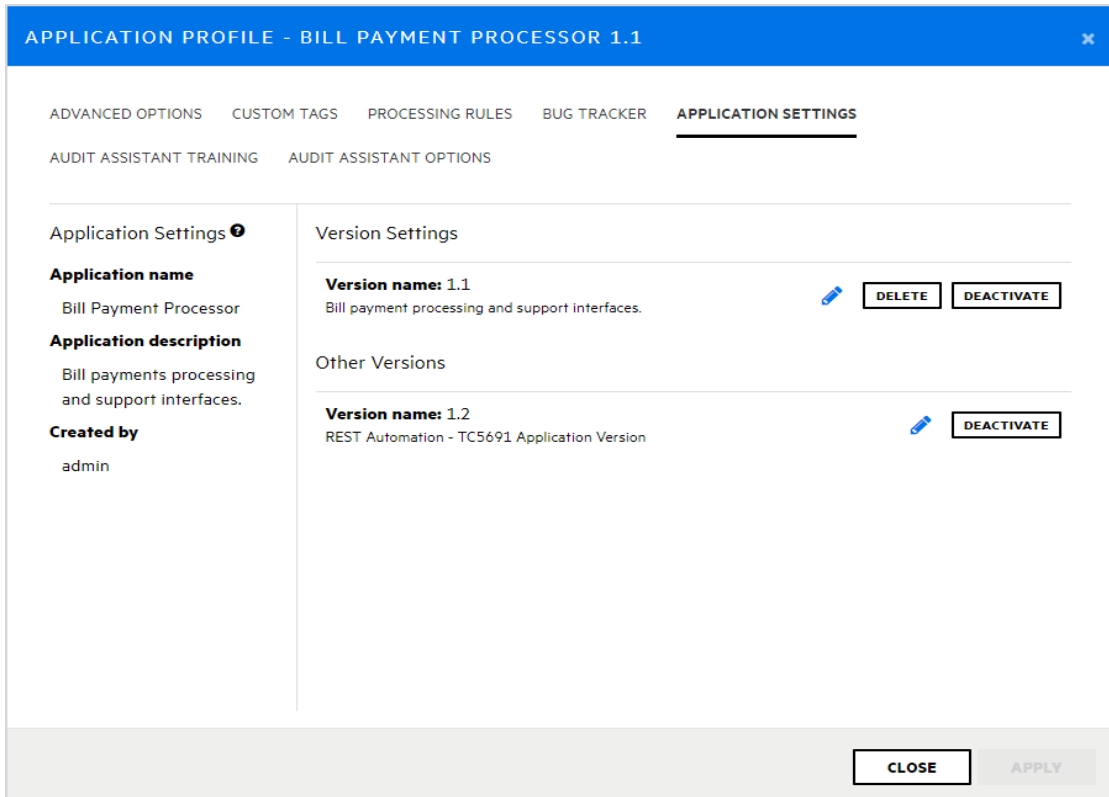 APPLICATION PROFILE - BILL PAYMENT PROCESSOR 1.1
ADVANCED OPTIONS CUSTOM TAGS PROCESSING RULES BUG TRACKER APPLICATION SETTINGS
AUDIT ASSISTANT TRAINING AUDIT ASSISTANT OPTIONS
Application Settings ?
Application name
Bill Payment Processor
Application description
Bill payments processing
and support interfaces.
Created by
admin
Version Settings
Version name: 1.1
Bill payment processing and support interfaces.
DELETE DEACTIVATE
Other Versions
Version name: 1.2
REST Automation - TC5691 Application Version
DEACTIVATE
CLOSE APPLY